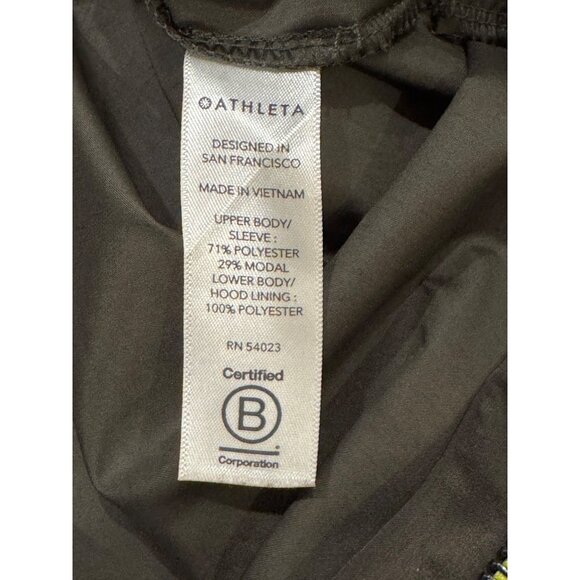 ATHLETA
DESIGNED IN
SAN FRANCISCO
MADE IN VIETNAM
UPPER BODY/
SLEEVE :
71% POLYESTER
29% MODAL
LOWER BODY/
HOOD LINING :
100% POLYESTER
RN 54023
Certified
B
Corporation